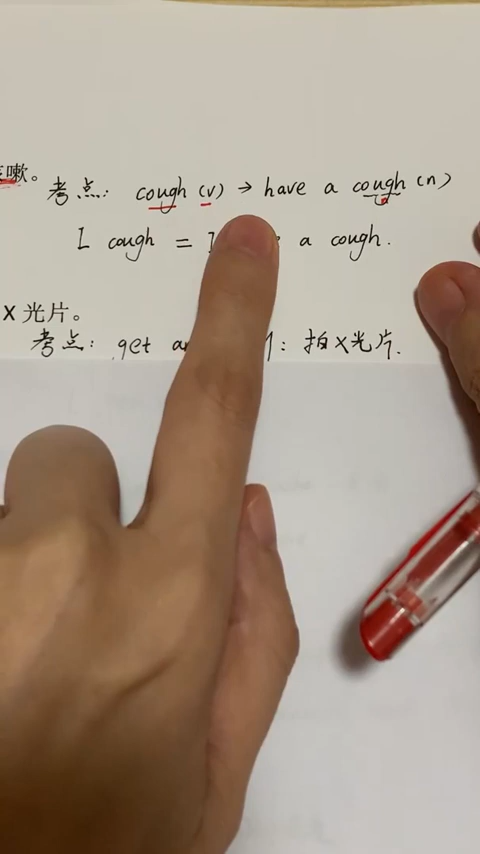 嗽。 考点: cough (v) → have a cough (n)
I cough = I a cough.
X光片。
考点: get : 拍X光片.